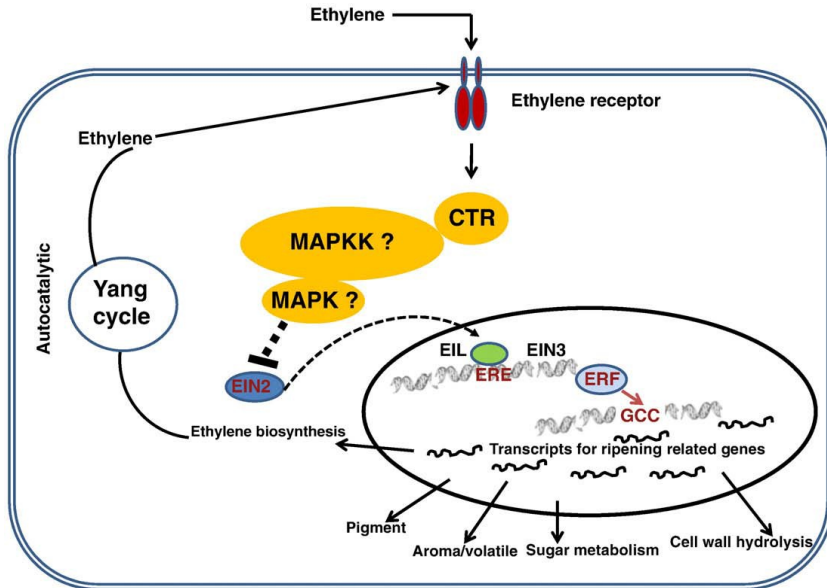 Ethylene
Ethylene receptor
Ethylene
CTR
MAPKK ?
MAPK ?
Autocatalytic
Yang
cycle
EIL
EIN3
ERE
ERF
EIN2
GCC
Ethylene biosynthesis
Transcripts for ripening related genes
Pigment
Aroma/volatile
Sugar metabolism
Cell wall hydrolysis